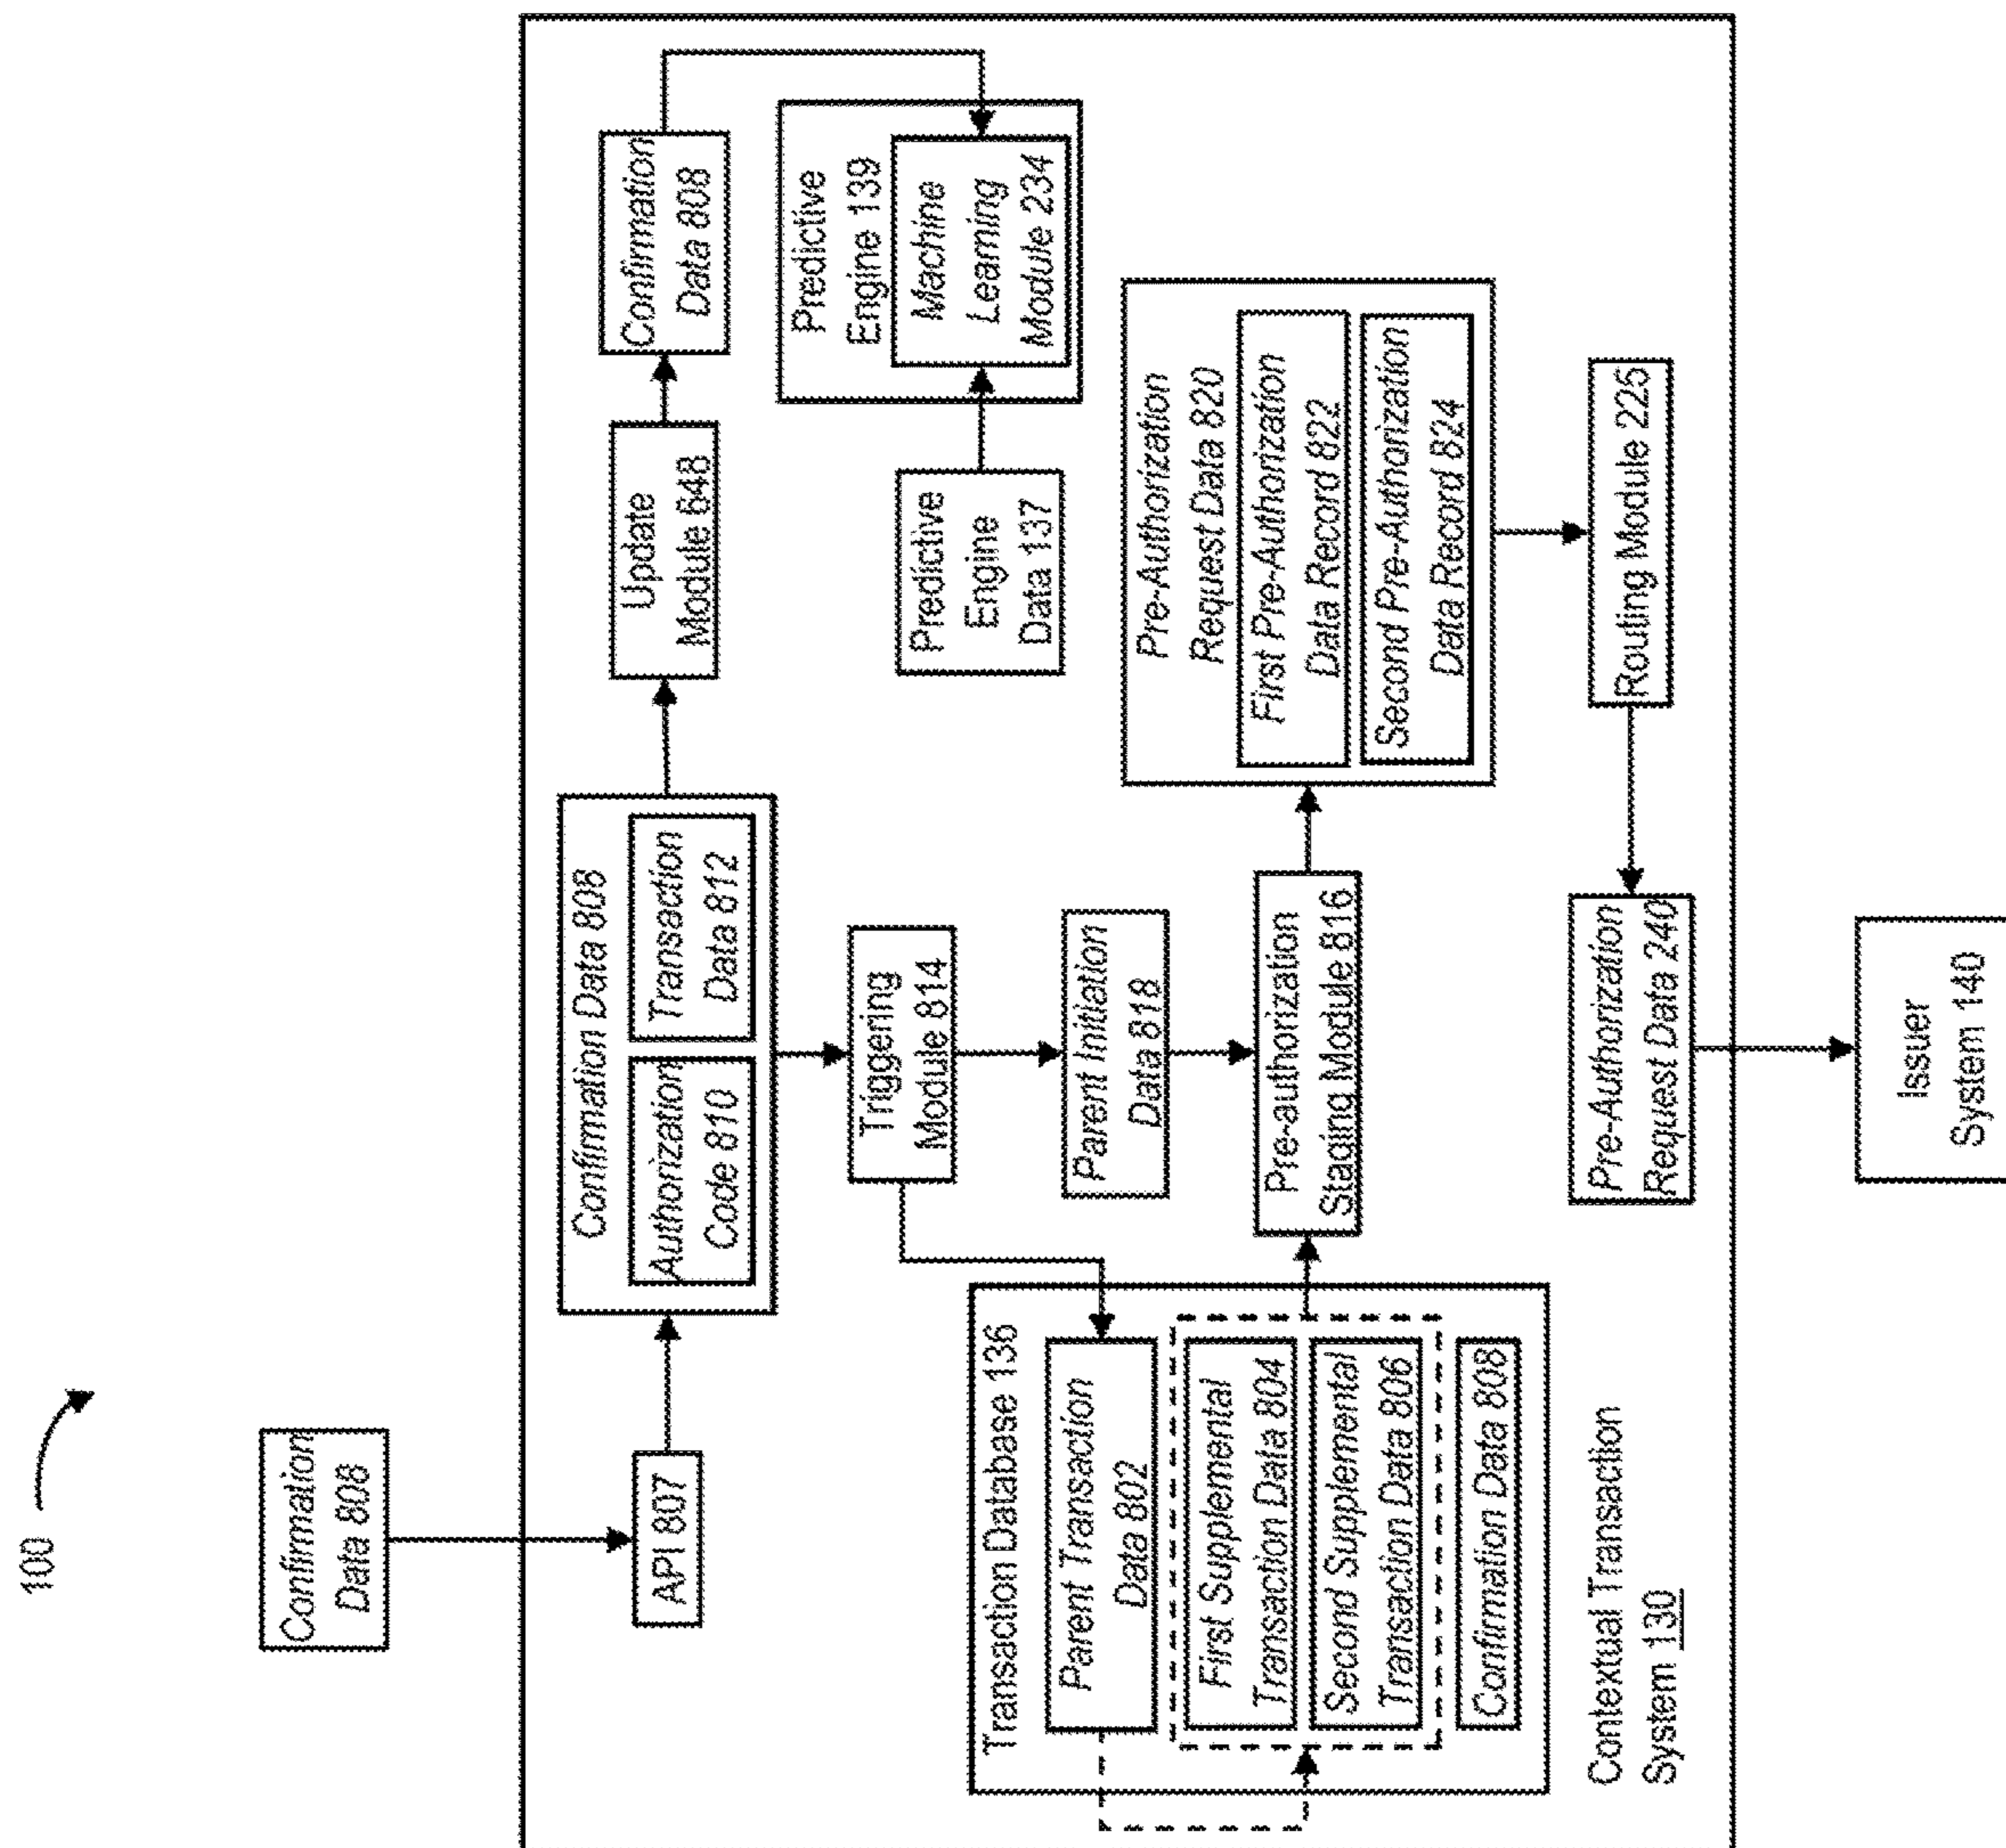 100
Confirmation
Data 808
API 807
Confirmation Data 808
Authorization
Code 810
Transaction
Data 812
Update
Module 648
Confirmation
Data 808
Triggering
Module 814
Predictive
Engine
Data 137
Predictive
Engine 139
Machine
Learning
Module 234
Transaction Database 136
Parent Transaction
Data 802
First Supplemental
Transaction Data 804
Second Supplemental
Transaction Data 806
Confirmation Data 808
Parent Initiation
Data 818
Pre-authorization
Staging Module 816
Pre-Authorization
Request Data 820
First Pre-Authorization
Data Record 822
Second Pre-Authorization
Data Record 824
Contextual Transaction
System 130
Pre-Authorization
Request Data 240
Routing Module 225
Issuer
System 140